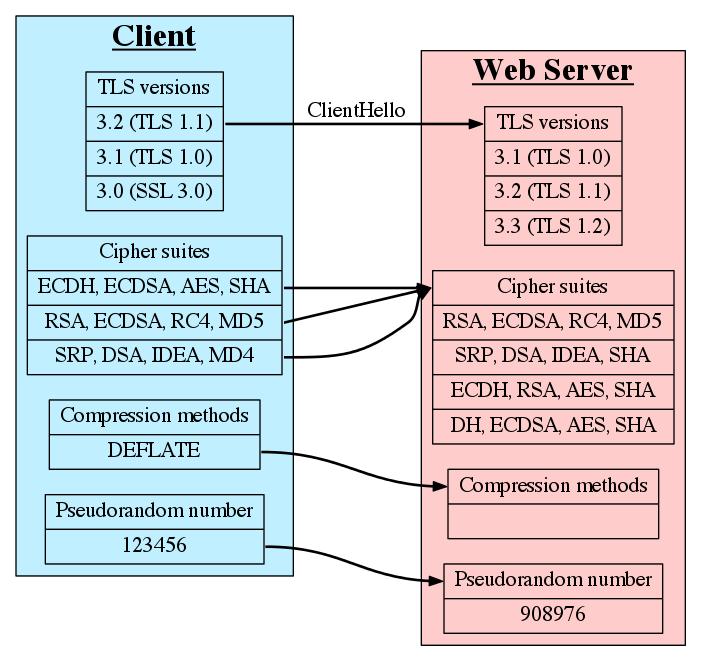 Client
TLS versions
3.2 (TLS 1.1)
3.1 (TLS 1.0)
3.0 (SSL 3.0)
Cipher suites
ECDH, ECDSA, AES, SHA
RSA, ECDSA, RC4, MD5
SRP, DSA, IDEA, MD4
Compression methods
DEFLATE
Pseudorandom number
123456
ClientHello
Web Server
TLS versions
3.1 (TLS 1.0)
3.2 (TLS 1.1)
3.3 (TLS 1.2)
Cipher suites
RSA, ECDSA, RC4, MD5
SRP, DSA, IDEA, SHA
ECDH, RSA, AES, SHA
DH, ECDSA, AES, SHA
Compression methods
Pseudorandom number
908976